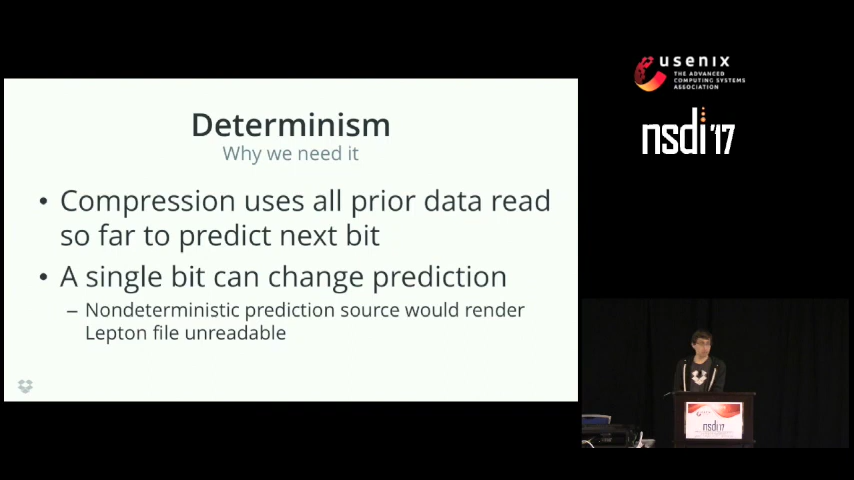 Determinism
Why we need it
• Compression uses all prior data read
so far to predict next bit
• A single bit can change prediction
– Nondeterministic prediction source would render
Lepton file unreadable
usenix
THE ADVANCED
COMPUTING SYSTEMS
ASSOCIATION
nsdi '17
nsdi '17